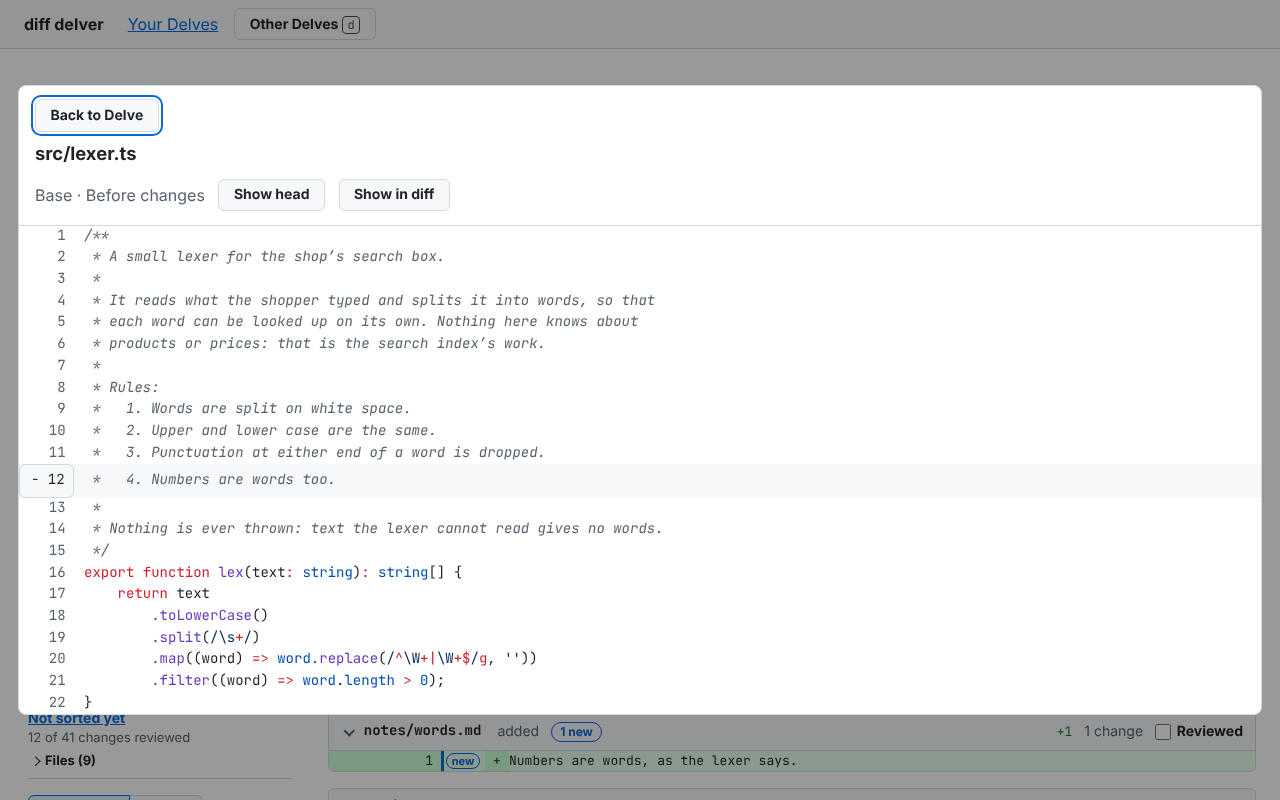 diff delver Your Delves Other Delves d
Back to Delve
src/lexer.ts
Base · Before changes Show head Show in diff
1 /**
2  * A small lexer for the shop’s search box.
3  *
4  * It reads what the shopper typed and splits it into words, so that
5  * each word can be looked up on its own. Nothing here knows about
6  * products or prices: that is the search index’s work.
7  *
8  * Rules:
9  *   1. Words are split on white space.
10  *   2. Upper and lower case are the same.
11  *   3. Punctuation at either end of a word is dropped.
- 12  *   4. Numbers are words too.
13  *
14  * Nothing is ever thrown: text the lexer cannot read gives no words.
15  */
16 export function lex(text: string): string[] {
17     return text
18         .toLowerCase()
19         .split(/\s+/)
20         .map((word) => word.replace(/^\W+|\W+$/g, ''))
21         .filter((word) => word.length > 0);
22 }
Not sorted yet
12 of 41 changes reviewed
Files (9)
notes/words.md added 1 new +1 1 change Reviewed
1 new + Numbers are words, as the lexer says.